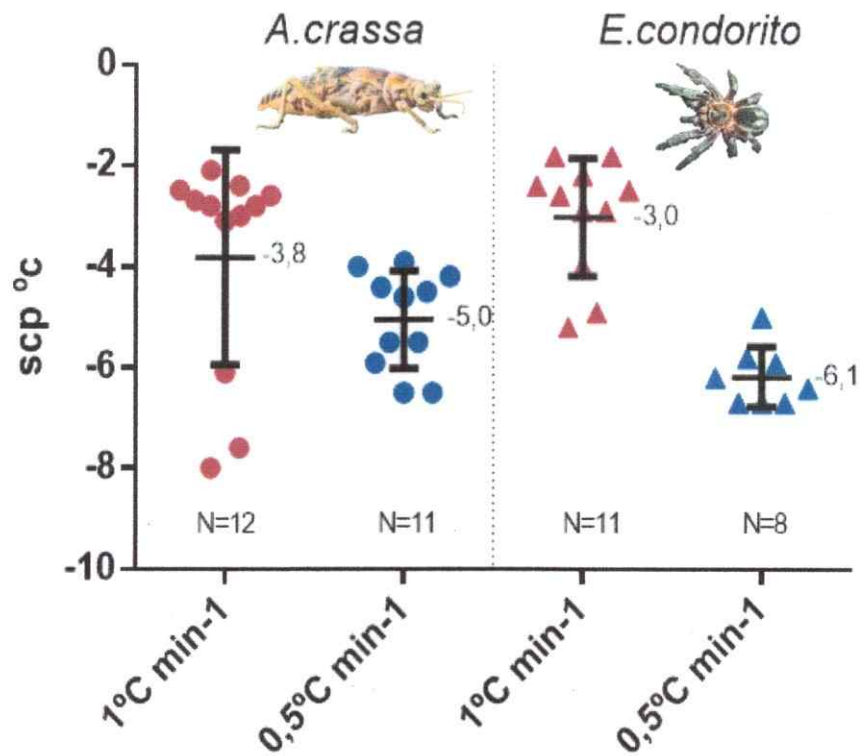 A.crassa
E.condorito
0
-2
-4
-6
-8
-10
scp ºc
-3,8
-5,0
-3,0
-6,1
N=12
N=11
N=11
N=8
1ºC min-1
0,5ºC min-1
1ºC min-1
0,5ºC min-1